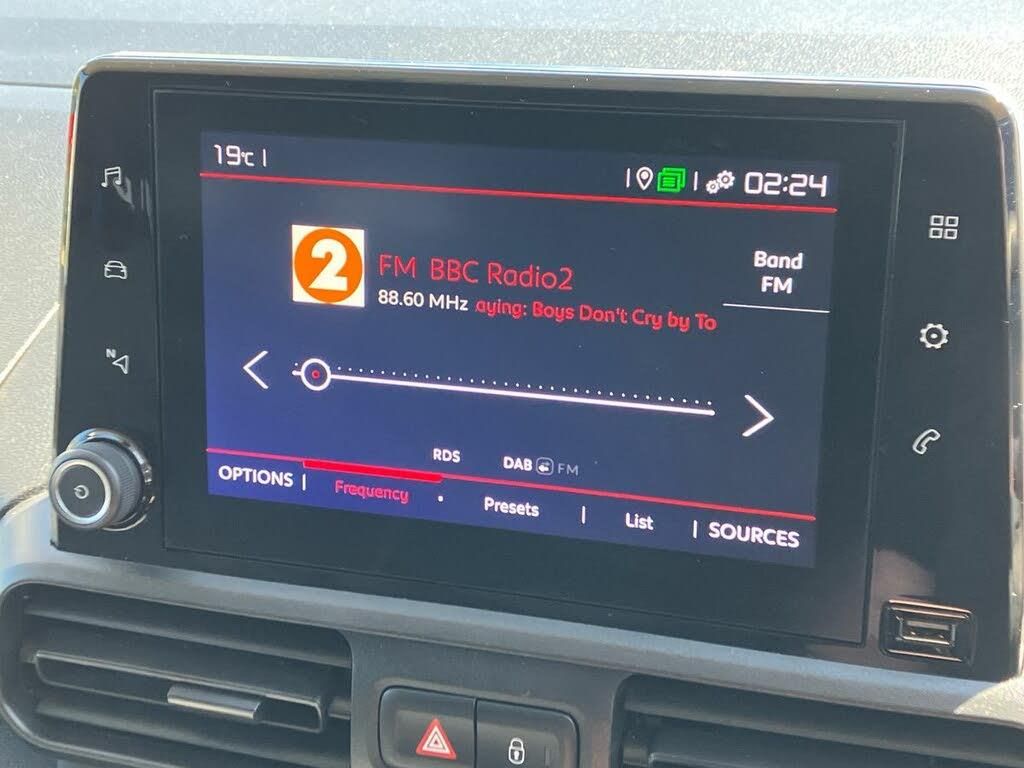 19°C
02:24
2
FM BBC Radio2
88.60 MHz aying: Boys Don't Cry by To
Band
FM
N
RDS DAB FM
OPTIONS Frequency Presets List SOURCES